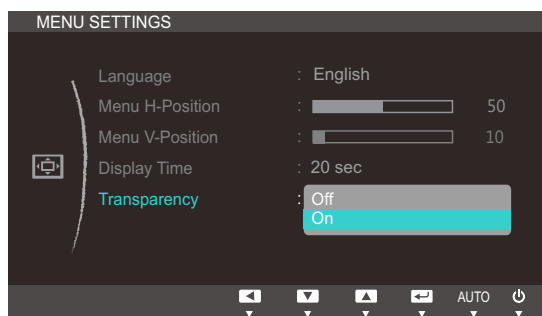 MENU SETTINGS
Language : English
Menu H-Position : 50
Menu V-Position : 10
Display Time : 20 sec
Transparency : Off
On
AUTO